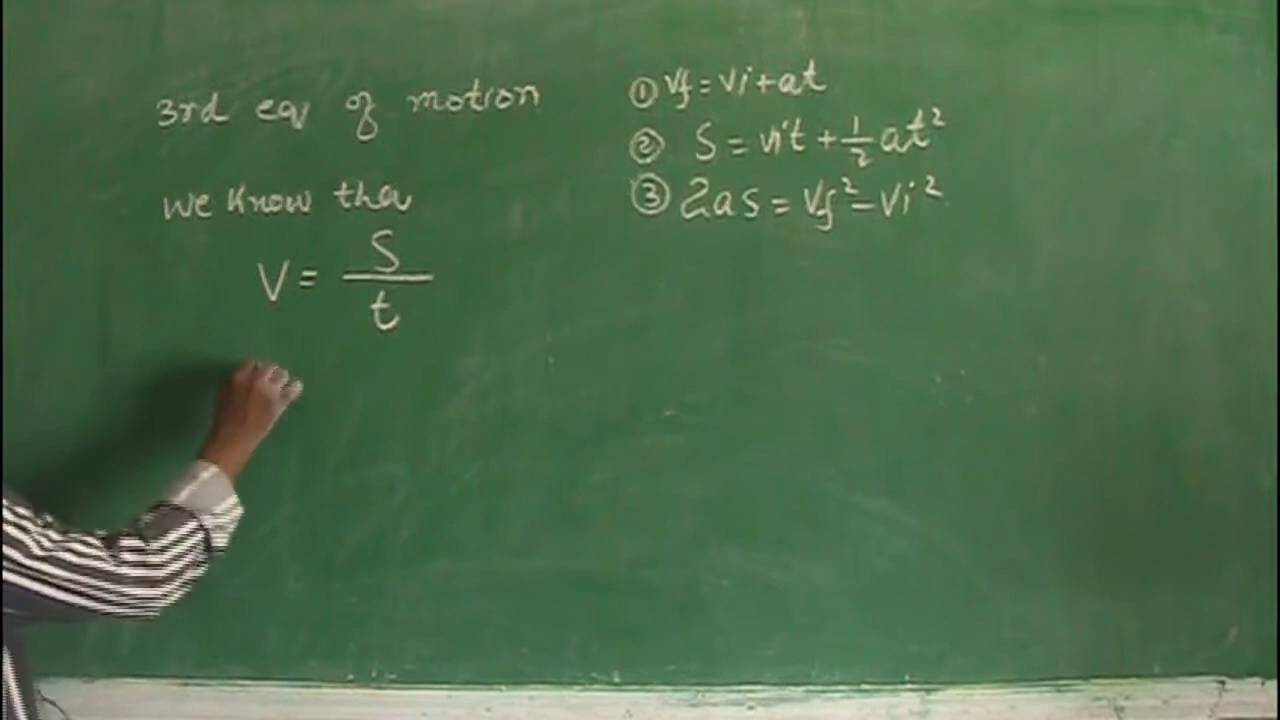 3rd eq of motion
We know tha
V = S/t
① Vf = Vi + at
② S = Vit + 1/2 at²
③ 2as = Vf² - Vi²